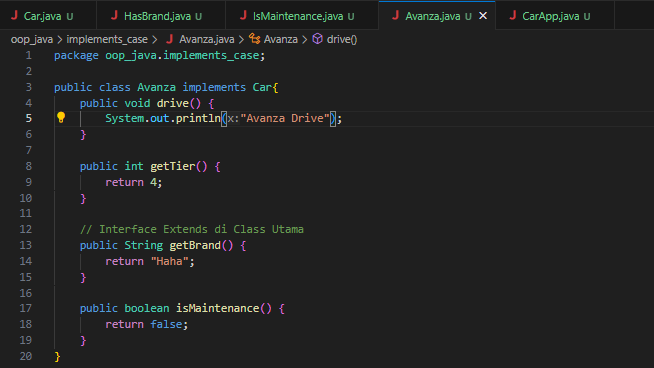 Car.java U HasBrand.java U IsMaintenance.java U Avanza.java U CarApp.java U
oop_java > implements_case > Avanza.java > Avanza > drive()
1 package oop_java.implements_case;
2
3 public class Avanza implements Car{
4 public void drive() {
5 System.out.println(x:"Avanza Drive");
6 }
7
8 public int getTier() {
9 return 4;
10 }
11
12 // Interface Extends di Class Utama
13 public String getBrand() {
14 return "Haha";
15 }
16
17 public boolean isMaintenance() {
18 return false;
19 }
20 }